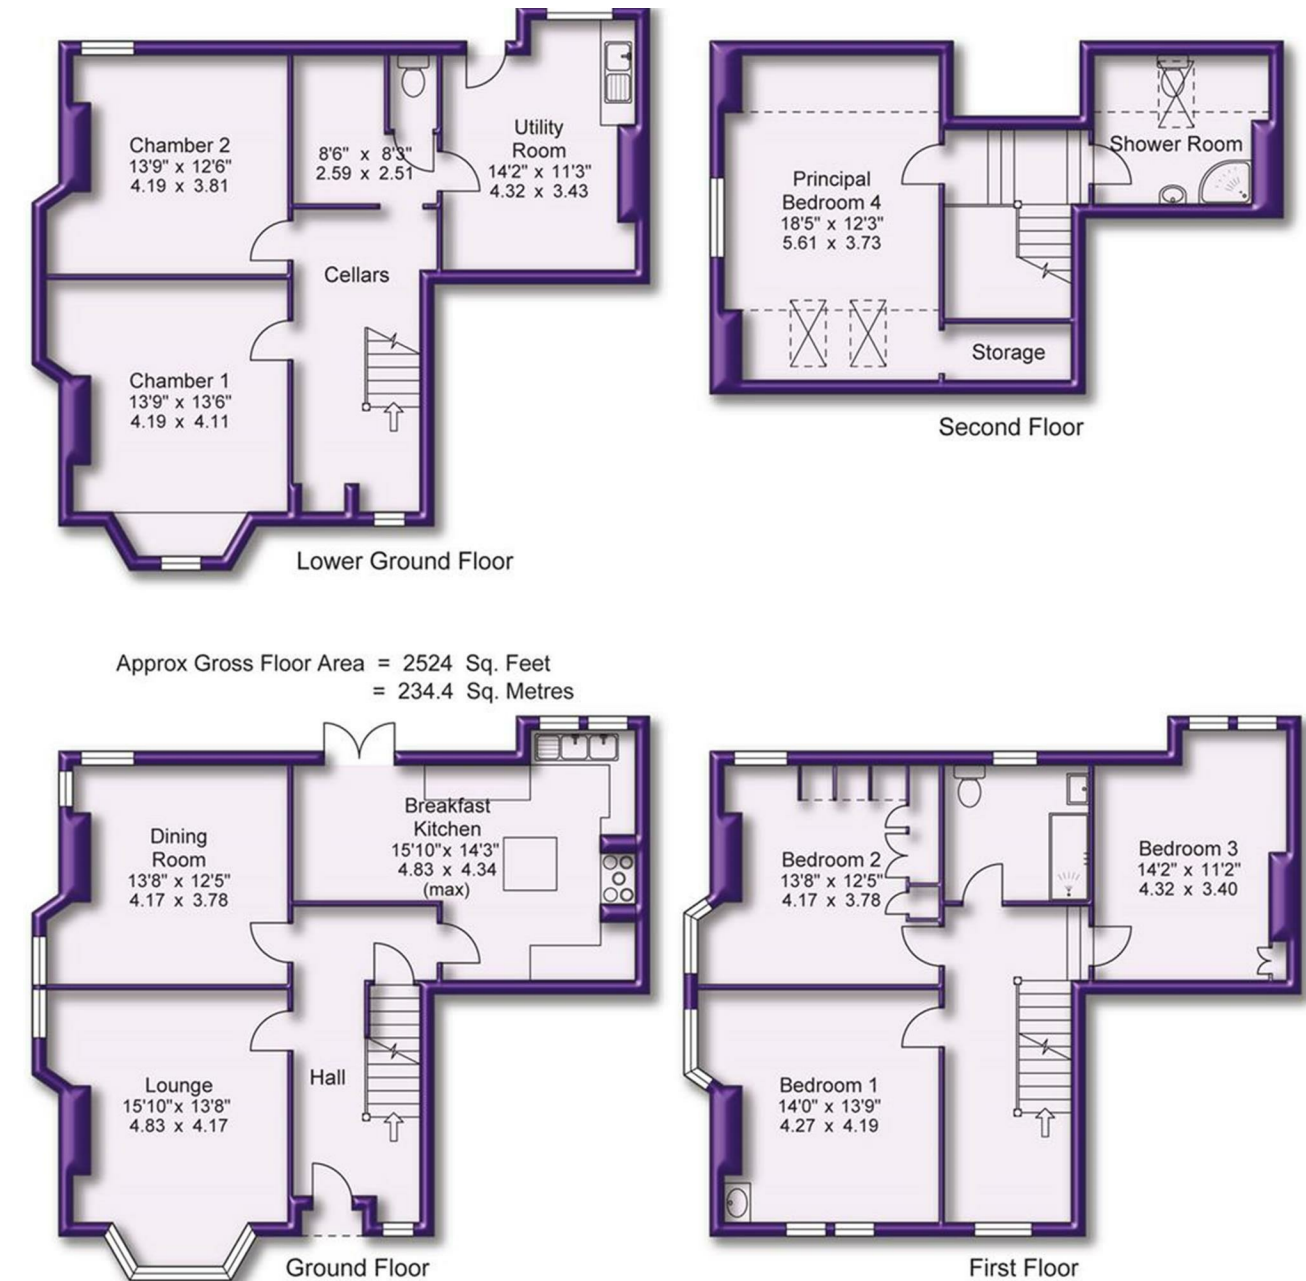 Chamber 2
13'9" x 12'6"
4.19 x 3.81
8'6" x 8'3"
2.59 x 2.51
Utility
Room
14'2" x 11'3"
4.32 x 3.43
Cellars
Chamber 1
13'9" x 13'6"
4.19 x 4.11
Lower Ground Floor
Principal
Bedroom 4
18'5" x 12'3"
5.61 x 3.73
Shower Room
Storage
Second Floor
Approx Gross Floor Area = 2524 Sq. Feet
= 234.4 Sq. Metres
Dining
Room
13'8" x 12'5"
4.17 x 3.78
Breakfast
Kitchen
15'10"x 14'3"
4.83 x 4.34
(max)
Lounge
15'10"x 13'8"
4.83 x 4.17
Hall
Ground Floor
Bedroom 2
13'8" x 12'5"
4.17 x 3.78
Bedroom 3
14'2" x 11'2"
4.32 x 3.40
Bedroom 1
14'0" x 13'9"
4.27 x 4.19
First Floor